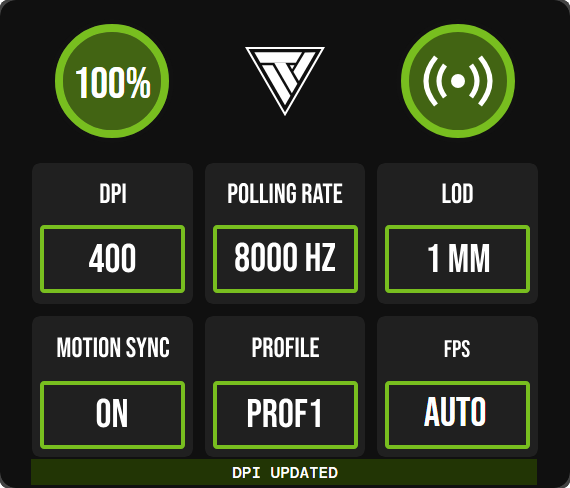 100%
DPI
POLLING RATE
LOD
400
8000 HZ
1 MM
MOTION SYNC
PROFILE
FPS
ON
PROF1
AUTO
DPI UPDATED